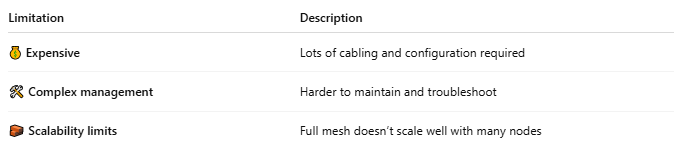 Limitation Description
💰 Expensive Lots of cabling and configuration required
🛠️ Complex management Harder to maintain and troubleshoot
🧱 Scalability limits Full mesh doesn't scale well with many nodes